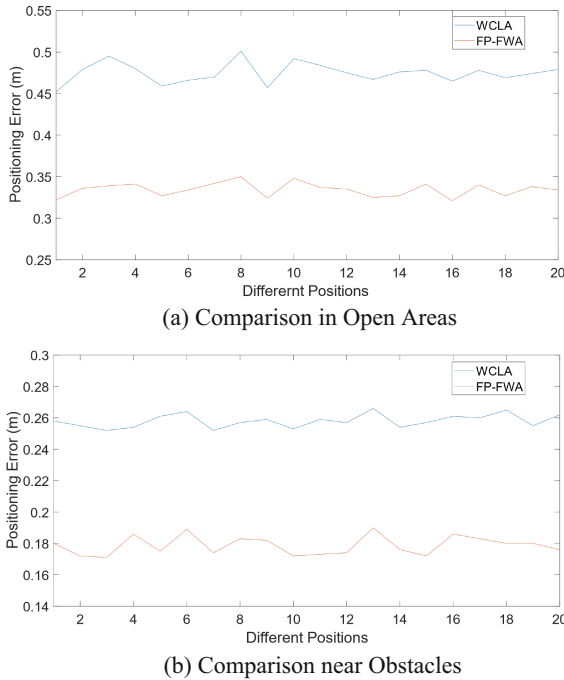 0.55
0.5
0.45
0.4
0.35
0.3
0.25
Positioning Error (m)
WCLA
FP-FWA
2 4 6 8 10 12 14 16 18 20
Differernt Positions
(a) Comparison in Open Areas
0.3
0.28
0.26
0.24
0.22
0.2
0.18
0.16
0.14
Positioning Error (m)
WCLA
FP-FWA
2 4 6 8 10 12 14 16 18 20
Different Positions
(b) Comparison near Obstacles